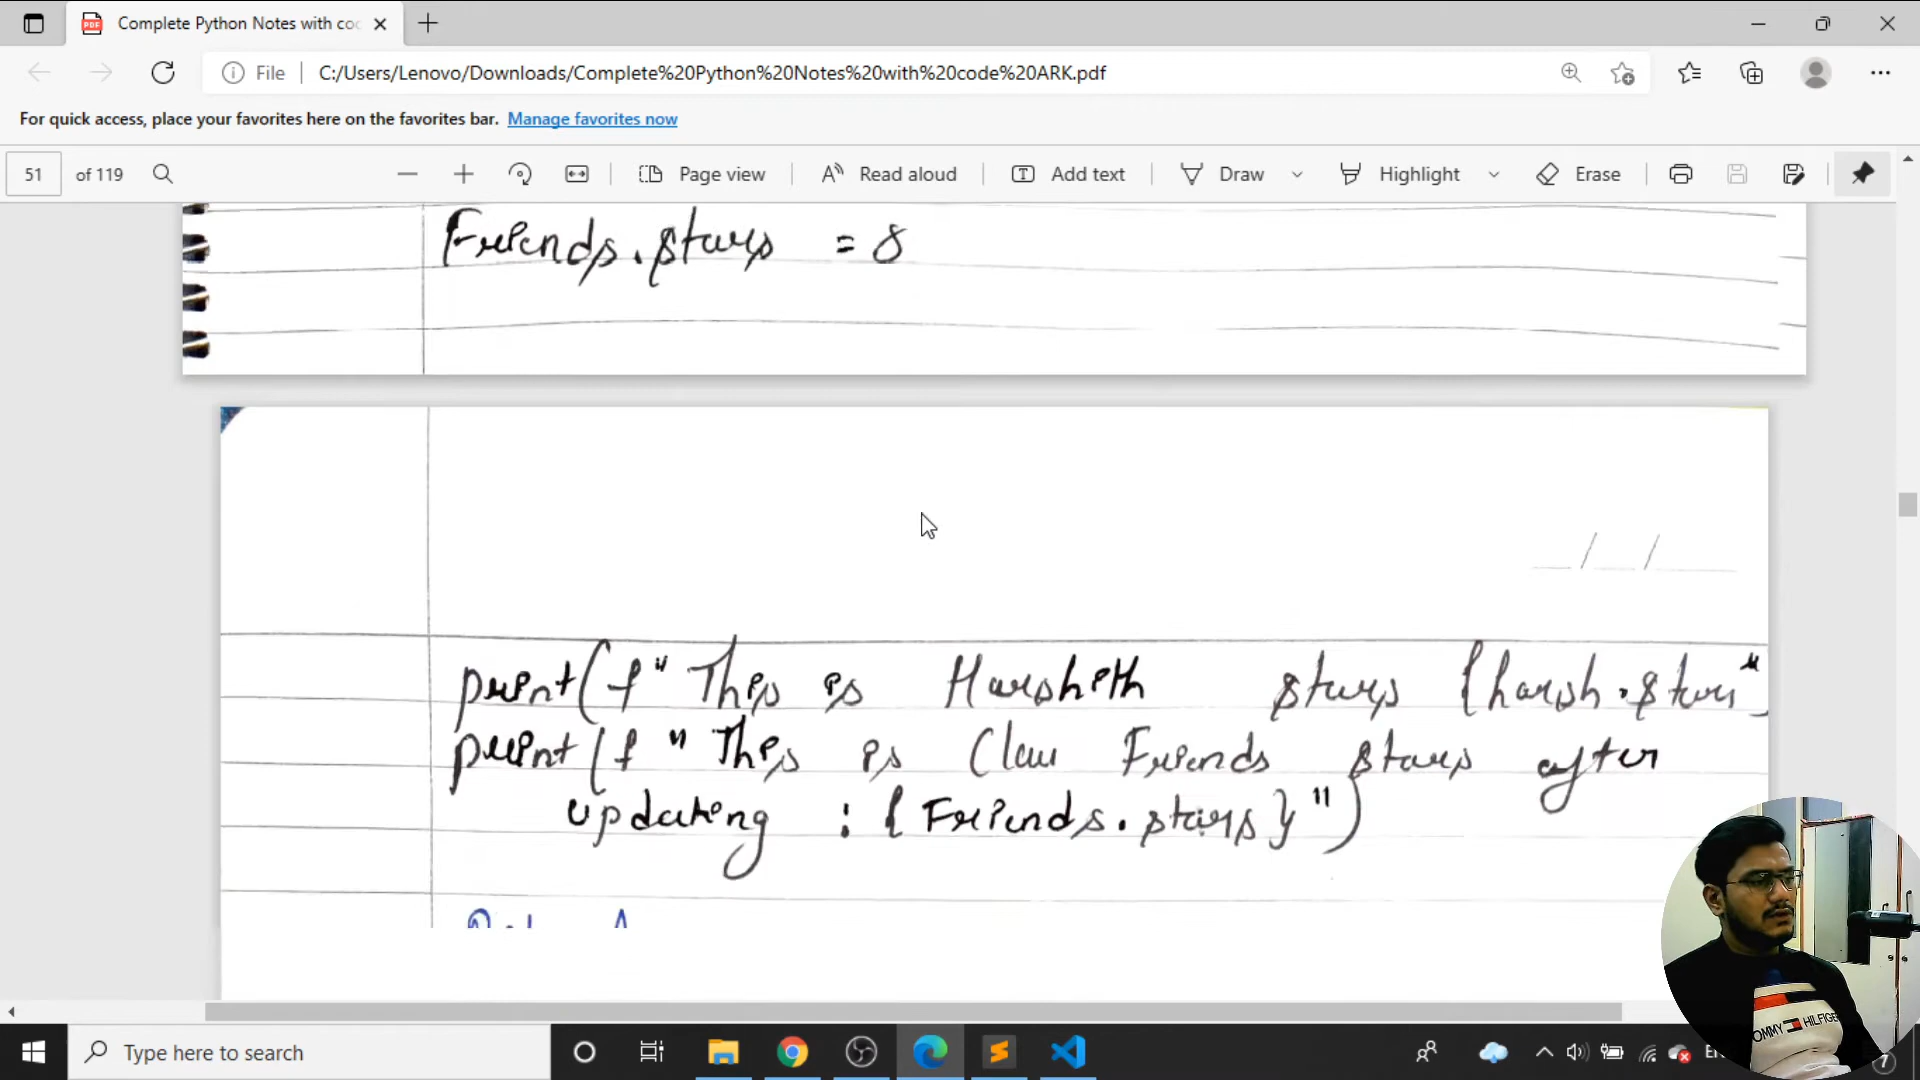 Complete Python Notes with coc
File
C:/Users/Lenovo/Downloads/Complete%20Python%20Notes%20with%20code%20ARK.pdf
For quick access, place your favorites here on the favorites bar. Manage favorites now
51 of 119
Page view
Read aloud
Add text
Draw
Highlight
Erase
Friends.stars = 8
print(f"This is Harshith stars {harsh.stars"
print(f"This is Class Friends stars after
updating : {Friends.stars}")
TOMMY HILFIGER
Type here to search
7